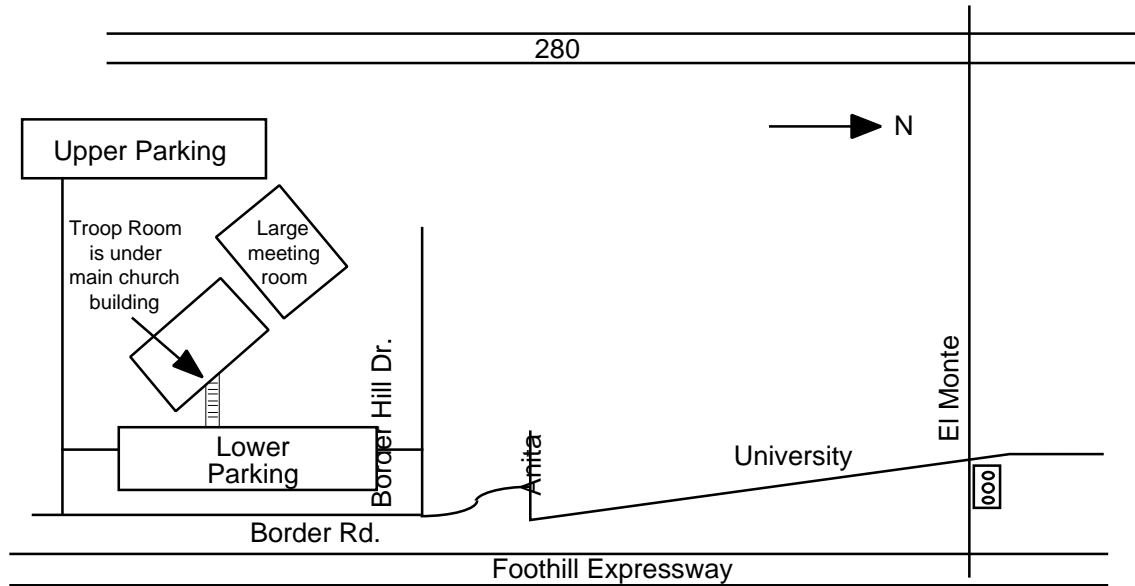 280
N
Upper Parking
Troop Room
is under
main church
building
Large
meeting
room
Border Hill Dr.
El Monte
Lower
Parking
Anita
University
Border Rd.
Foothill Expressway